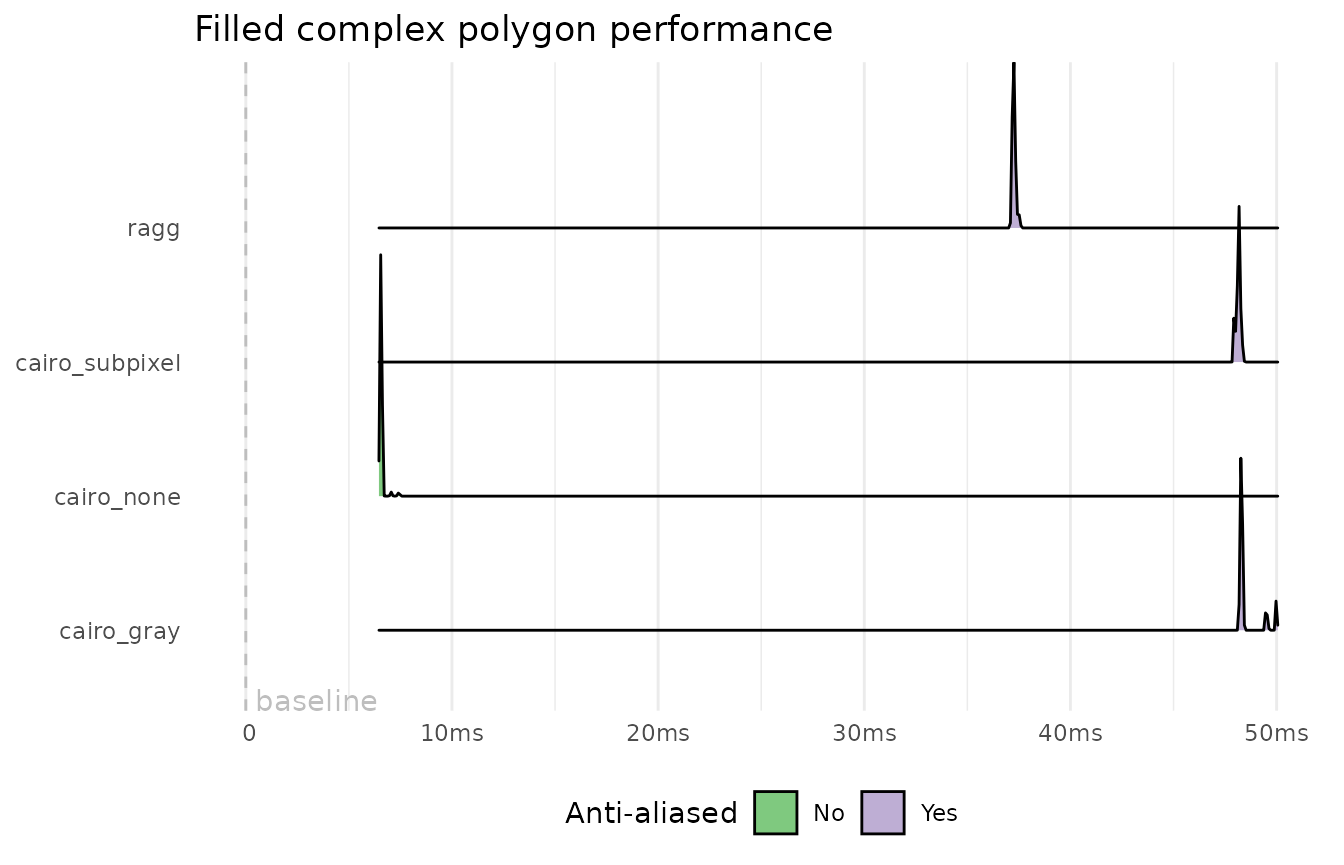 Filled complex polygon performance
ragg
cairo_subpixel
cairo_none
cairo_gray
baseline
0 10ms 20ms 30ms 40ms 50ms
Anti-aliased No Yes